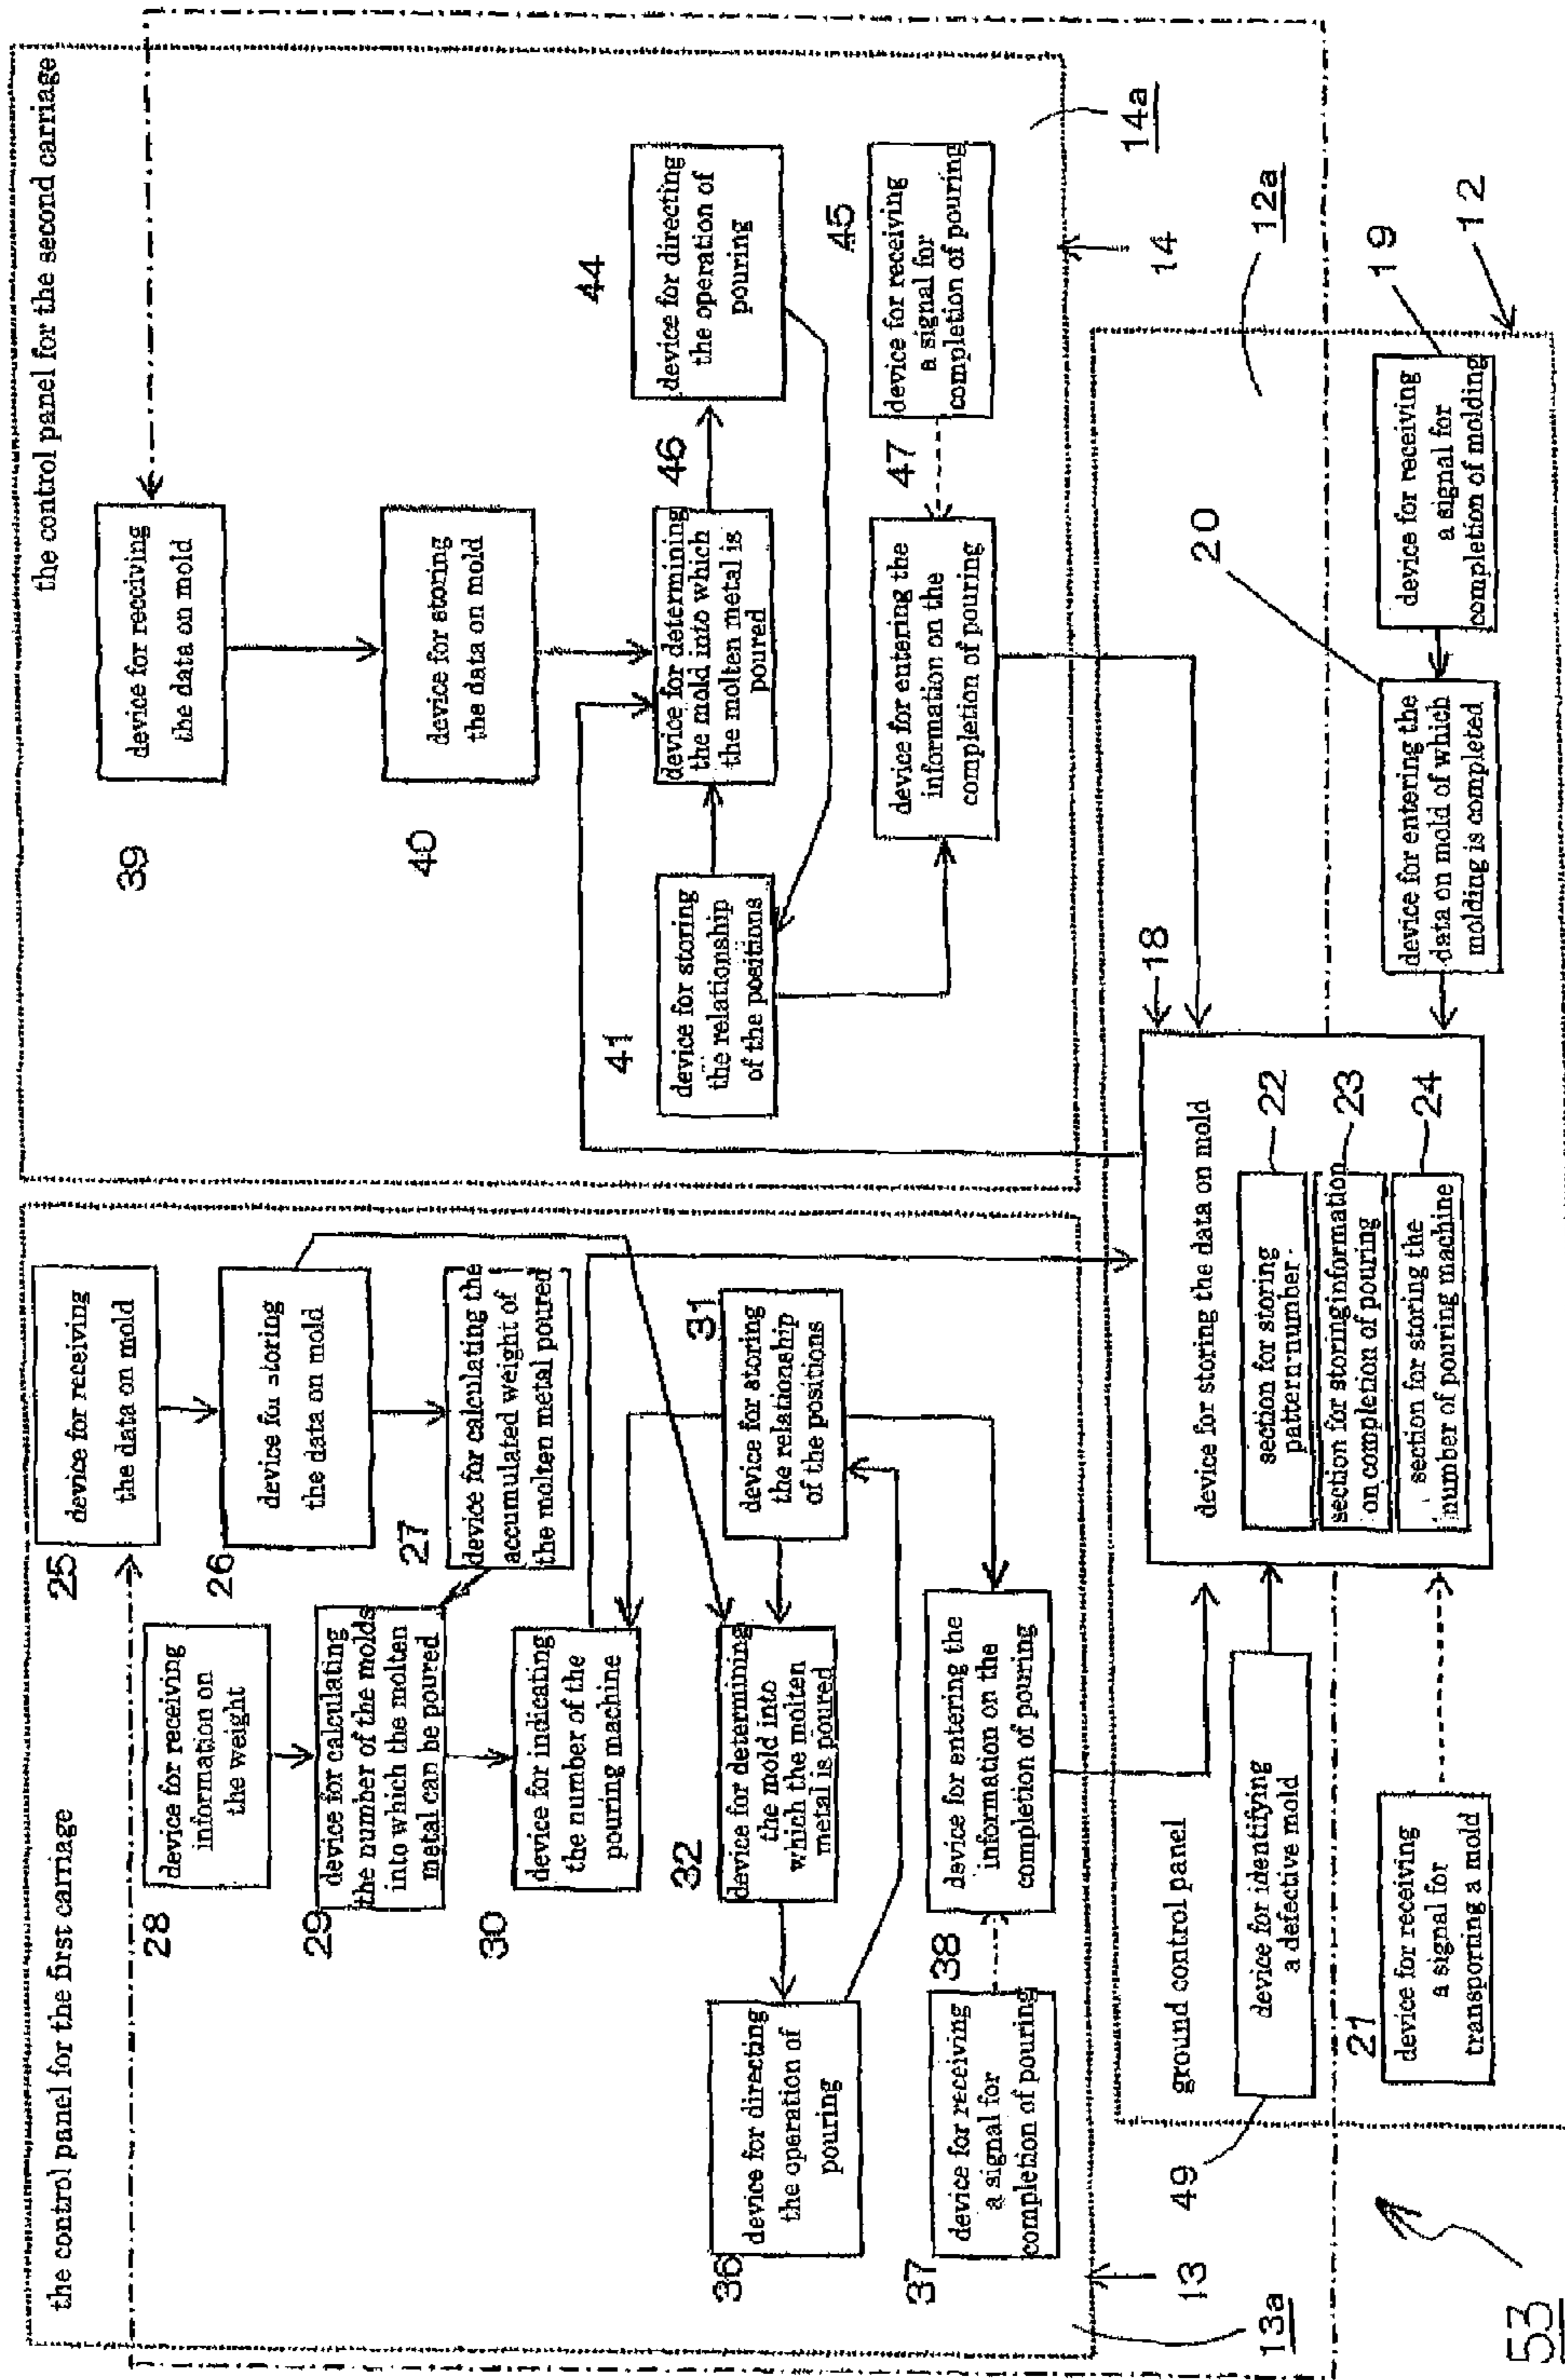 the control panel for the first carriage
25
device for receiving
the data on mold
26
device for storing
the data on mold
27
device for calculating the
accumulated weight of
the molten metal poured
28
device for receiving
information on
the weight
29
device for calculating
the number of the molds
into which the molten
metal can be poured
30
device for indicating
the number of the
pouring machine
31
device for storing
the relationship
of the positions
32
device for determining
the mold into
which the molten
metal is poured
36
device for directing
the operation of
pouring
37
device for receiving
a signal for
completion of pouring
38
device for entering the
information on the
completion of pouring
13
13a
the control panel for the second carriage
39
device for receiving
the data on mold
40
device for storing
the data on mold
41
device for storing
the relationship
of the positions
46
device for determining
the mold into which
the molten metal is
poured
44
device for directing
the operation of
pouring
45
device for receiving
a signal for
completion of pouring
47
device for entering the
information on the
completion of pouring
14a
14
ground control panel
49
device for identifying
a defective mold
21
device for receiving
a signal for
transporting a mold
18
device for storing the data on mold
section for storing
pattern number
22
section for storing information
on completion of pouring
23
section for storing the
number of pouring machine
24
20
device for entering the
data on mold of which
molding is completed
19
device for receiving
a signal for
completion of molding
12a
12
53